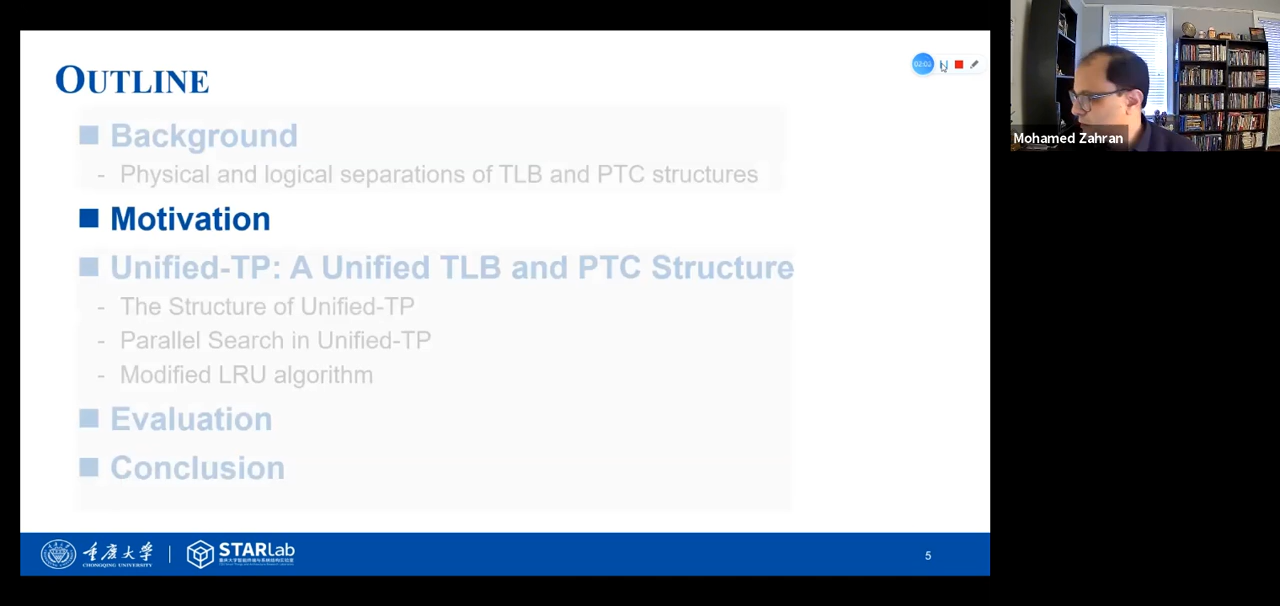 OUTLINE
02:03
Background
- Physical and logical separations of TLB and PTC structures
Motivation
Unified-TP: A Unified TLB and PTC Structure
- The Structure of Unified-TP
- Parallel Search in Unified-TP
- Modified LRU algorithm
Evaluation
Conclusion
重庆大学
CHONGQING UNIVERSITY
STARLab
5
Mohamed Zahran